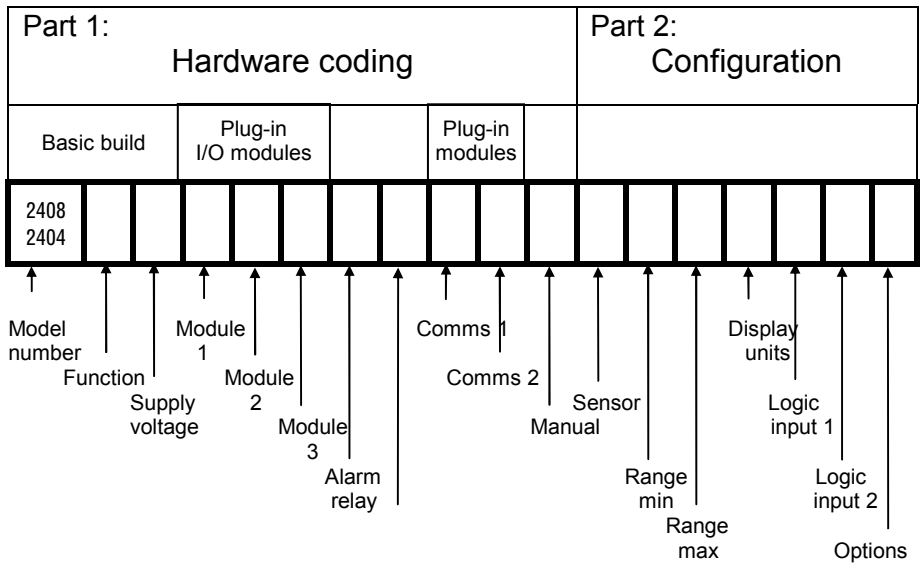 Part 1:
Hardware coding
Part 2:
Configuration
Basic build
Plug-in
I/O modules
Plug-in
modules
2408
2404
Model
number
Function
Supply
voltage
Module
1
Module
2
Module
3
Alarm
relay
Comms 1
Comms 2
Manual
Sensor
Range
min
Range
max
Display
units
Logic
input 1
Logic
input 2
Options